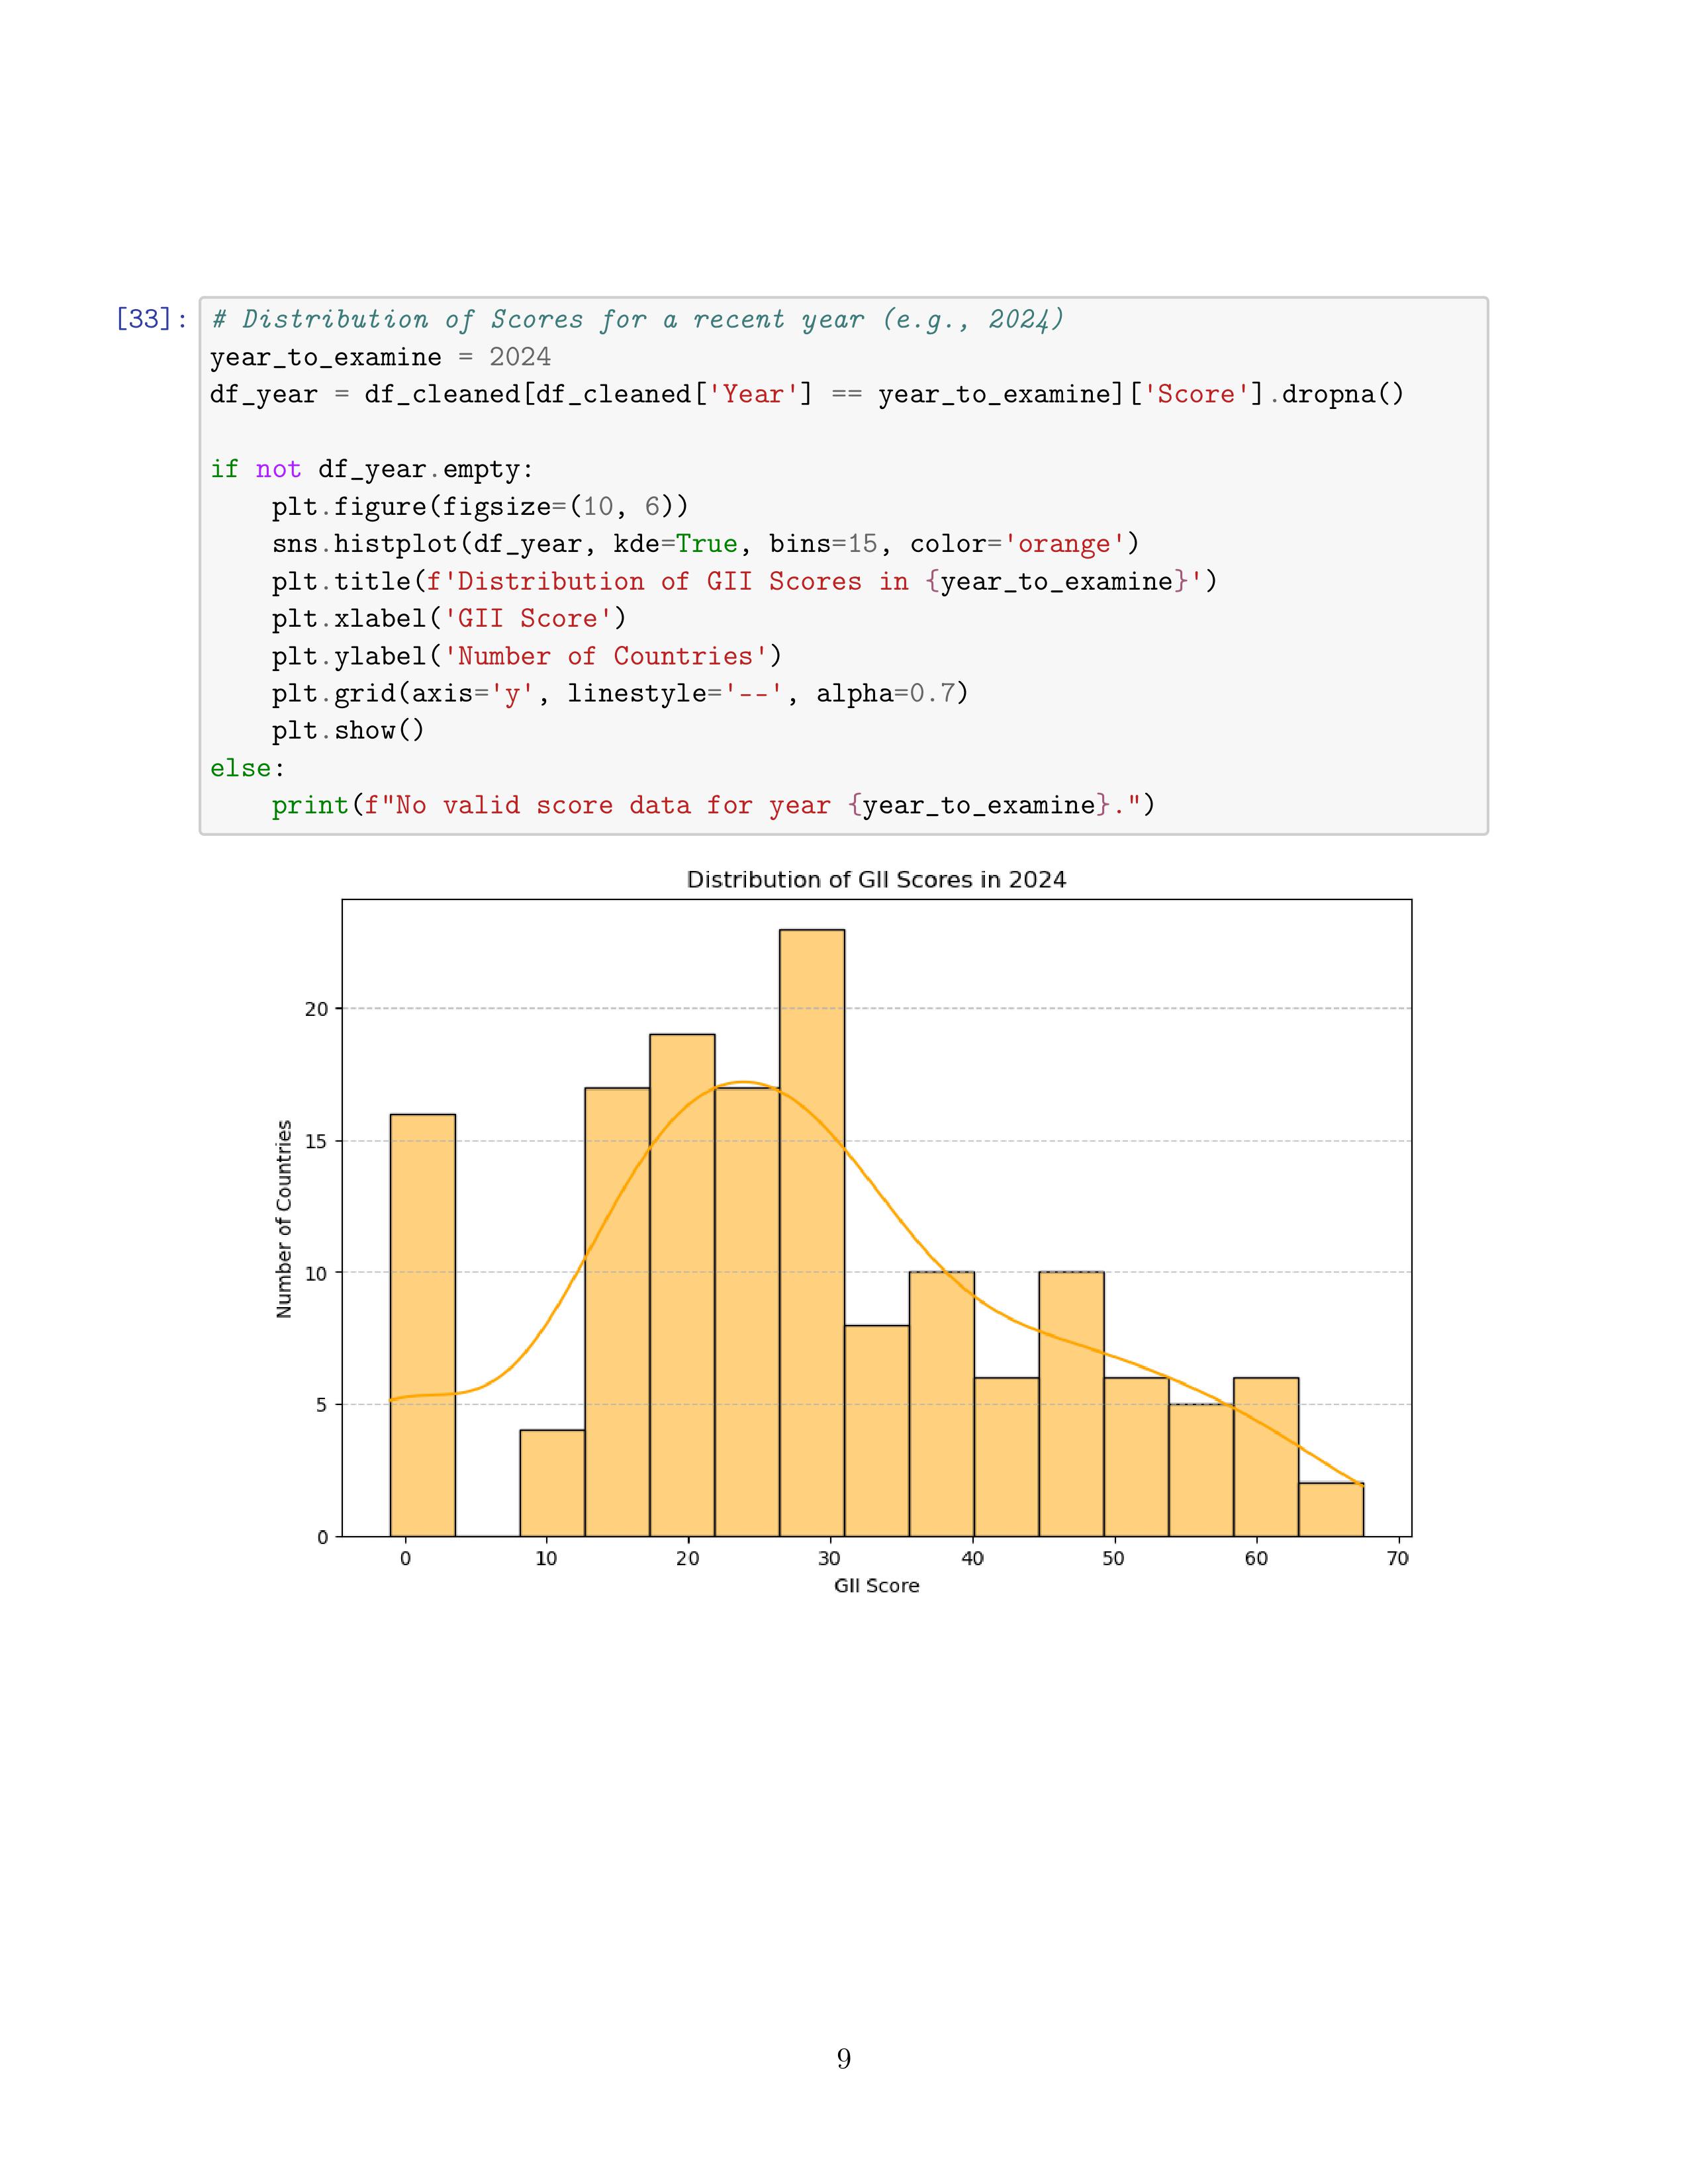 [33]: # Distribution of Scores for a recent year (e.g., 2024)
year_to_examine = 2024
df_year = df_cleaned[df_cleaned['Year'] == year_to_examine]['Score'].dropna()
if not df_year.empty:
    plt.figure(figsize=(10, 6))
    sns.histplot(df_year, kde=True, bins=15, color='orange')
    plt.title(f'Distribution of GII Scores in {year_to_examine}')
    plt.xlabel('GII Score')
    plt.ylabel('Number of Countries')
    plt.grid(axis='y', linestyle='--', alpha=0.7)
    plt.show()
else:
    print(f"No valid score data for year {year_to_examine}.")
Distribution of GII Scores in 2024
Number of Countries
20
15
10
5
0
0 10 20 30 40 50 60 70
GII Score
9